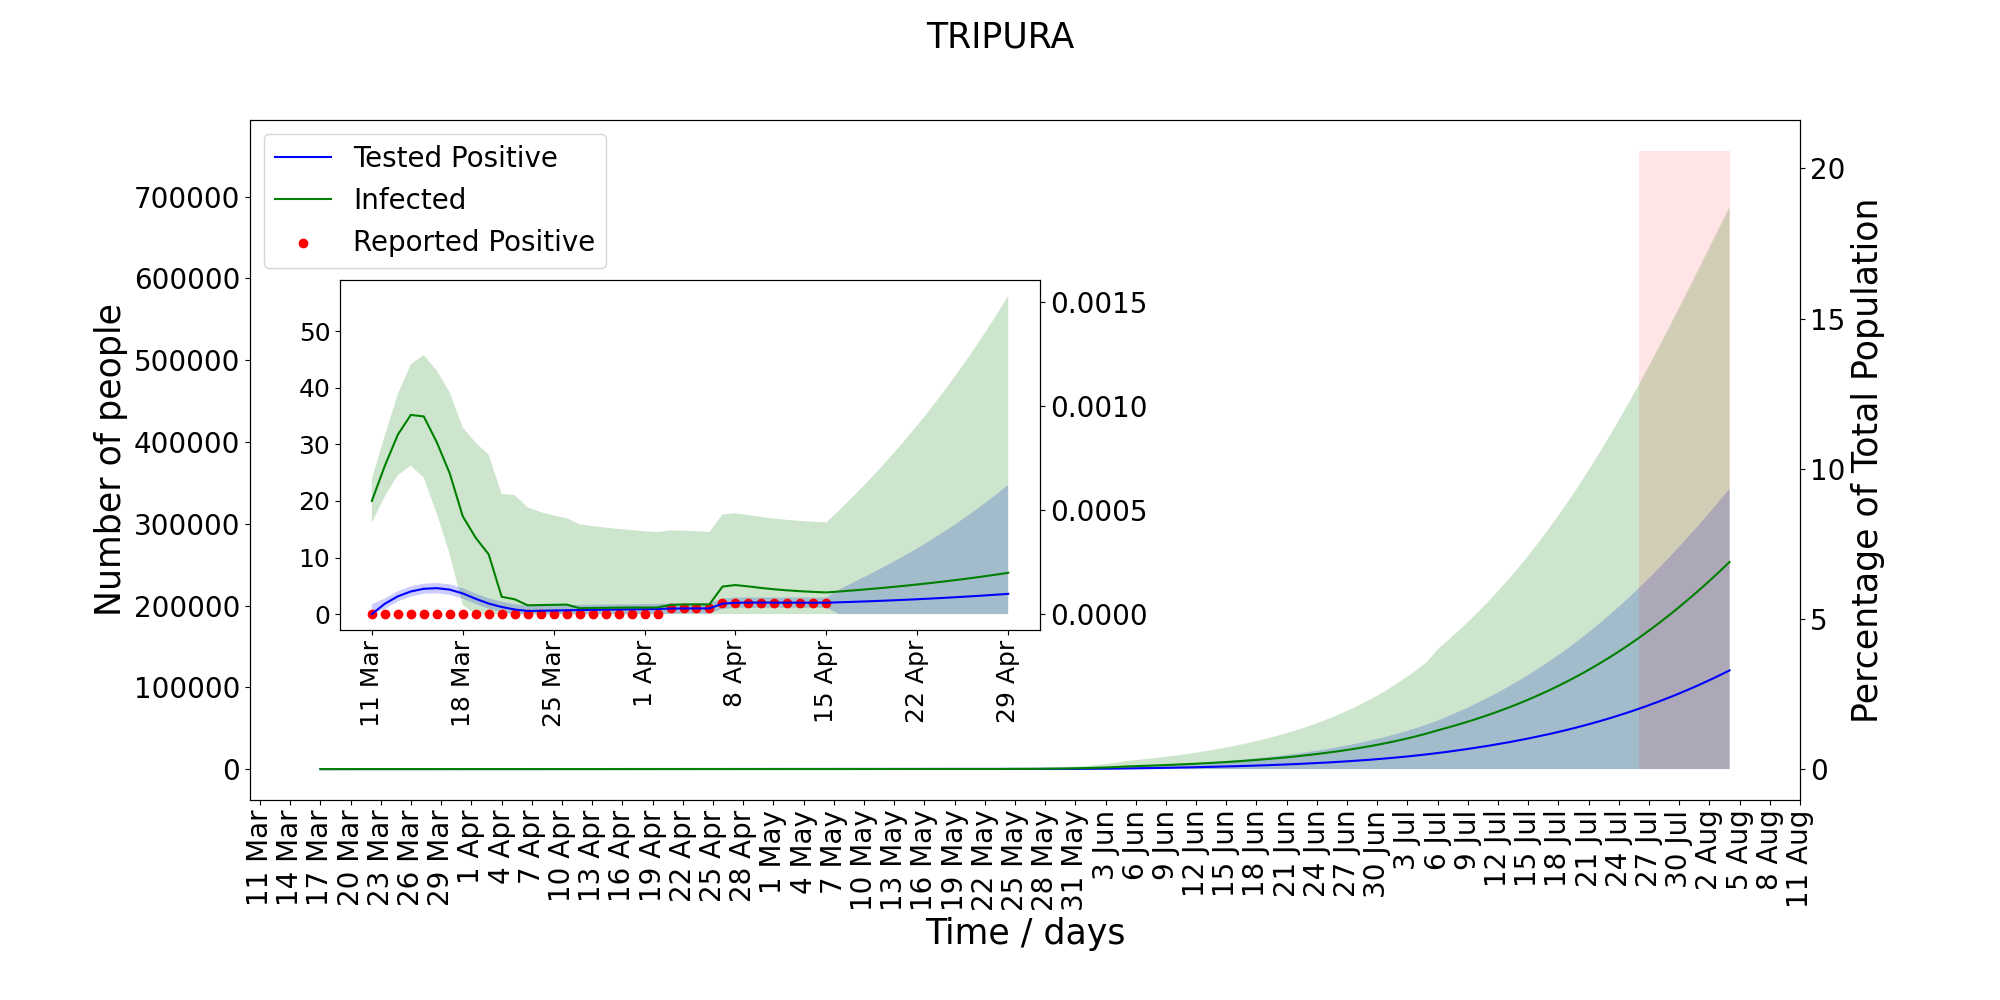 TRIPURA
Tested Positive
Infected
Reported Positive
Number of people
700000
600000
500000
400000
300000
200000
100000
0
50
40
30
20
10
0
0.0015
0.0010
0.0005
0.0000
11 Mar
18 Mar
25 Mar
1 Apr
8 Apr
15 Apr
22 Apr
29 Apr
20
15
10
5
0
Percentage of Total Population
11 Mar
14 Mar
17 Mar
20 Mar
23 Mar
26 Mar
29 Mar
1 Apr
4 Apr
7 Apr
10 Apr
13 Apr
16 Apr
19 Apr
22 Apr
25 Apr
28 Apr
1 May
4 May
7 May
10 May
13 May
16 May
19 May
22 May
25 May
28 May
31 May
3 Jun
6 Jun
9 Jun
12 Jun
15 Jun
18 Jun
21 Jun
24 Jun
27 Jun
30 Jun
3 Jul
6 Jul
9 Jul
12 Jul
15 Jul
18 Jul
21 Jul
24 Jul
27 Jul
30 Jul
2 Aug
5 Aug
8 Aug
11 Aug
Time / days